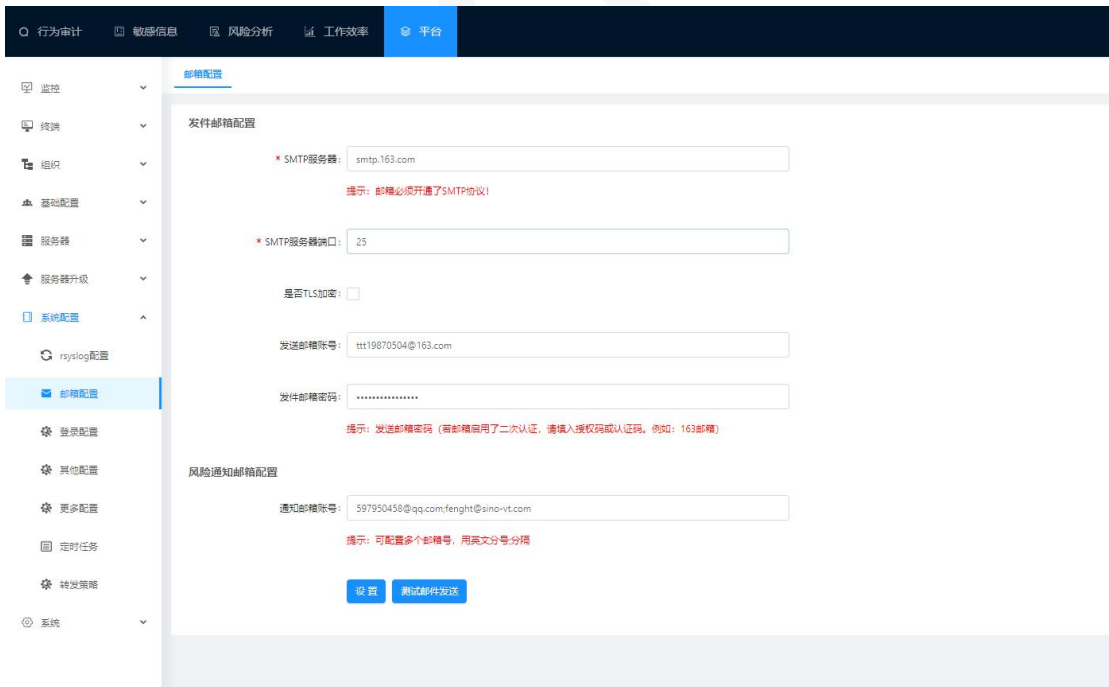 行为审计 敏感信息 风险分析 工作效率 平台
监控
终端
组织
基础配置
服务器
服务器升级
系统配置
rsyslog配置
邮箱配置
登录配置
其他配置
更多配置
定时任务
转发策略
系统
邮箱配置
发件邮箱配置
* SMTP服务器: smtp.163.com
提示：邮箱必须开通了SMTP协议!
* SMTP服务器端口: 25
是否TLS加密:
发送邮箱账号: ttt19870504@163.com
发件邮箱密码: ••••••••••••••••
提示：发送邮箱密码（若邮箱启用了二次认证，请填入授权码或认证码。例如：163邮箱）
风险通知邮箱配置
通知邮箱账号: 597950458@qq.com;fenght@sino-vt.com
提示：可配置多个邮箱号，用英文分号;分隔
设 置 测试邮件发送